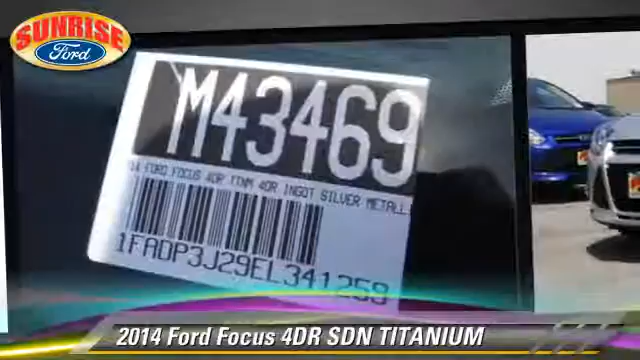 SUNRISE
Ford
M43469
14 FORD FOCUS 4DR TTNM 4DR INGOT SILVER METALL
1FADP3J29EL341259
2014 Ford Focus 4DR SDN TITANIUM